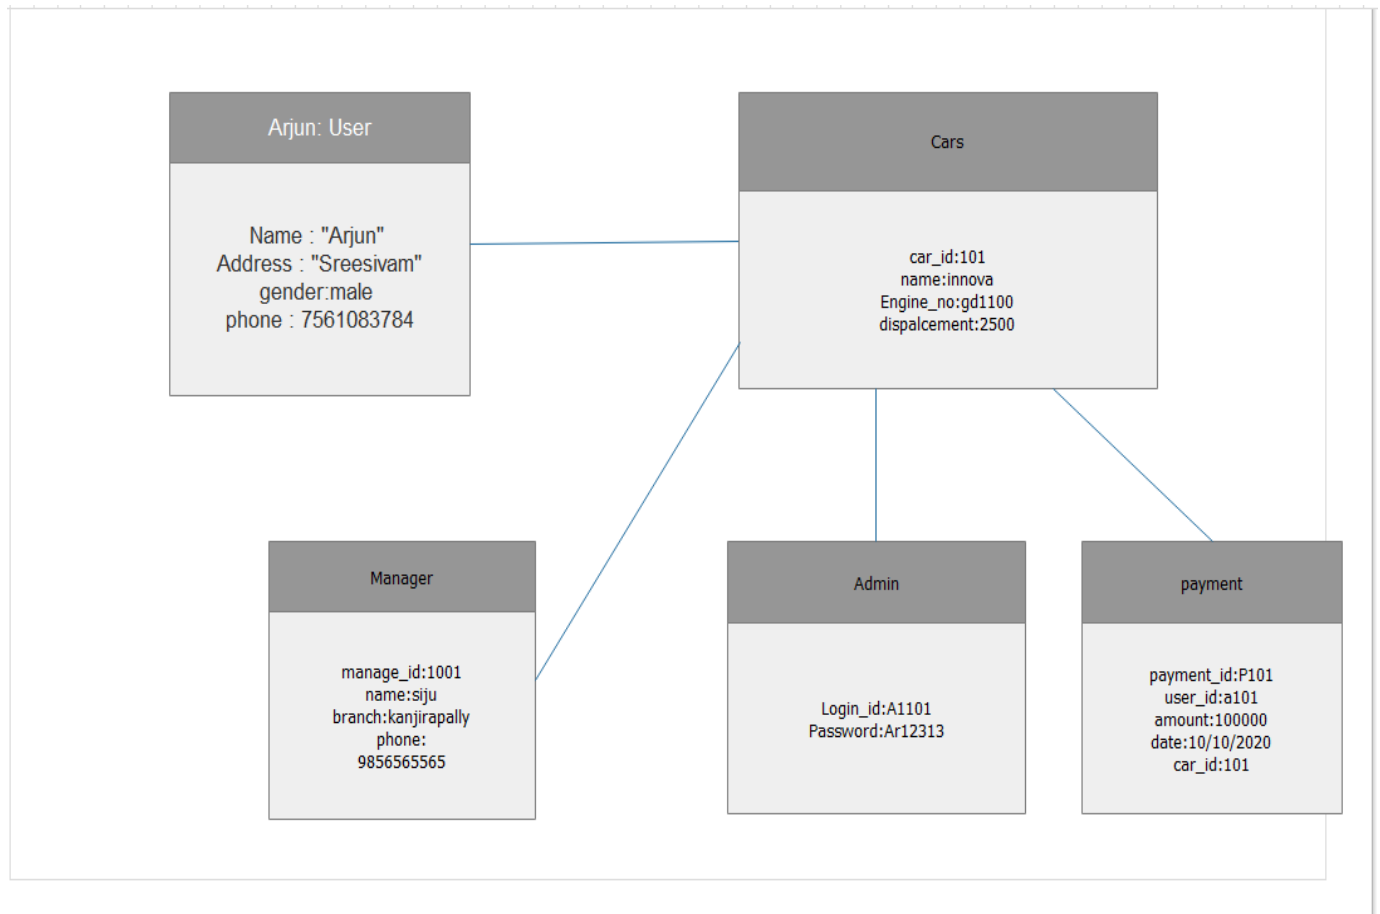 Arjun: User
Name : "Arjun"
Address : "Sreesivam"
gender:male
phone : 7561083784
Cars
car_id:101
name:innova
Engine_no:gd1100
dispalcement:2500
Manager
manage_id:1001
name:siju
branch:kanjirapally
phone:
9856565565
Admin
Login_id:A1101
Password:Ar12313
payment
payment_id:P101
user_id:a101
amount:100000
date:10/10/2020
car_id:101